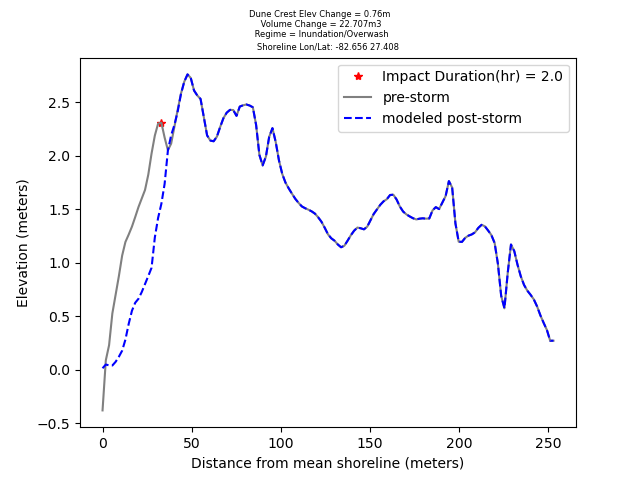 Dune Crest Elev Change = 0.76m
Volume Change = 22.707m3
Regime = Inundation/Overwash
Shoreline Lon/Lat: -82.656 27.408
Impact Duration(hr) = 2.0
pre-storm
modeled post-storm
Elevation (meters)
2.5
2.0
1.5
1.0
0.5
0.0
−0.5
0 50 100 150 200 250
Distance from mean shoreline (meters)